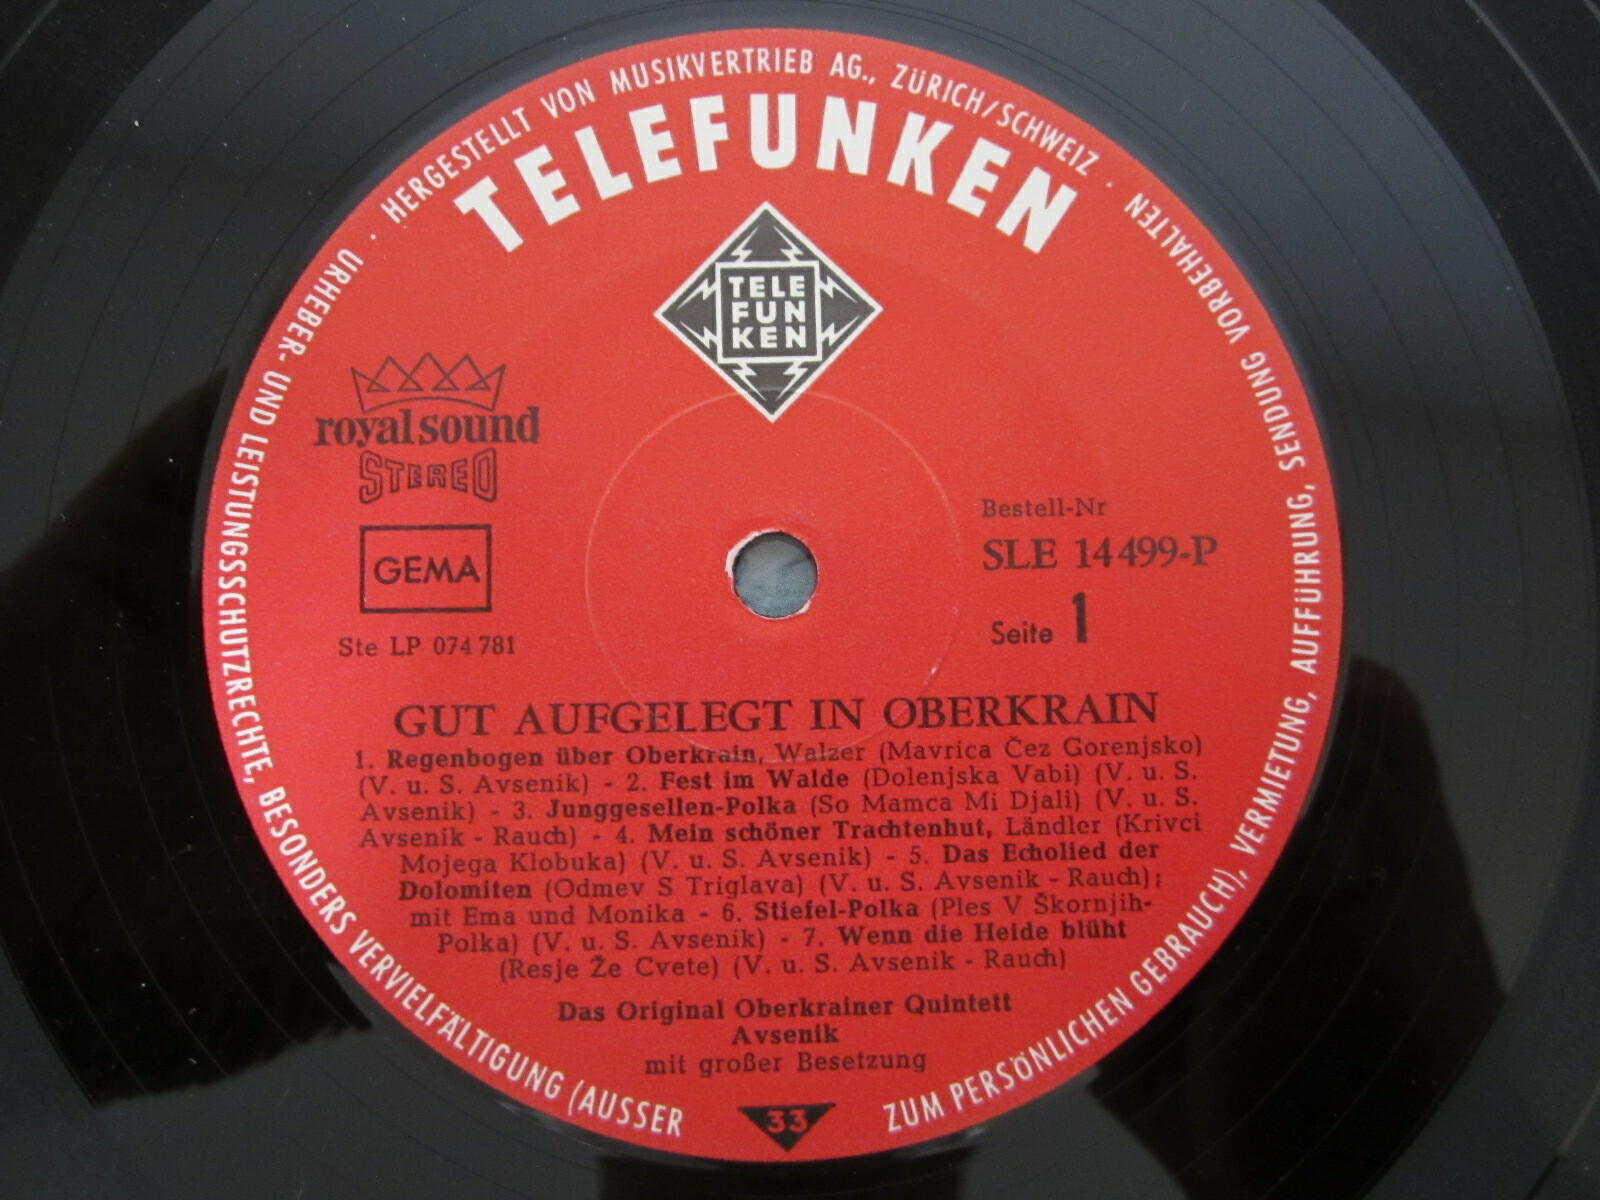 HERGESTELLT VON MUSIKVERTRIEB AG., ZÜRICH/SCHWEIZ · URHEBER- UND LEISTUNGSSCHUTZRECHTE, BESONDERS VERVIELFÄLTIGUNG (AUSSER ZUM PERSÖNLICHEN GEBRAUCH), VERMIETUNG, AUFFÜHRUNG, SENDUNG VORBEHALTEN ·
TELEFUNKEN
TELE
FUN
KEN
royal sound
STEREO
GEMA
Ste LP 074 781
Bestell-Nr
SLE 14 499-P
Seite 1
GUT AUFGELEGT IN OBERKRAIN
1. Regenbogen über Oberkrain, Walzer (Mavrica Čez Gorenjsko)
(V. u. S. Avsenik) - 2. Fest im Walde (Dolenjska Vabi) (V. u. S.
Avsenik) - 3. Junggesellen-Polka (So Mamca Mi Djali) (V. u. S.
Avsenik - Rauch) - 4. Mein schöner Trachtenhut, Ländler (Krivci
Mojega Klobuka) (V. u. S. Avsenik) - 5. Das Echolied der
Dolomiten (Odmev S Triglava) (V. u. S. Avsenik - Rauch);
mit Ema und Monika - 6. Stiefel-Polka (Ples V Škornjih-
Polka) (V. u. S. Avsenik) - 7. Wenn die Heide blüht
(Resje Že Cvete) (V. u. S. Avsenik - Rauch)
Das Original Oberkrainer Quintett
Avsenik
mit großer Besetzung
33